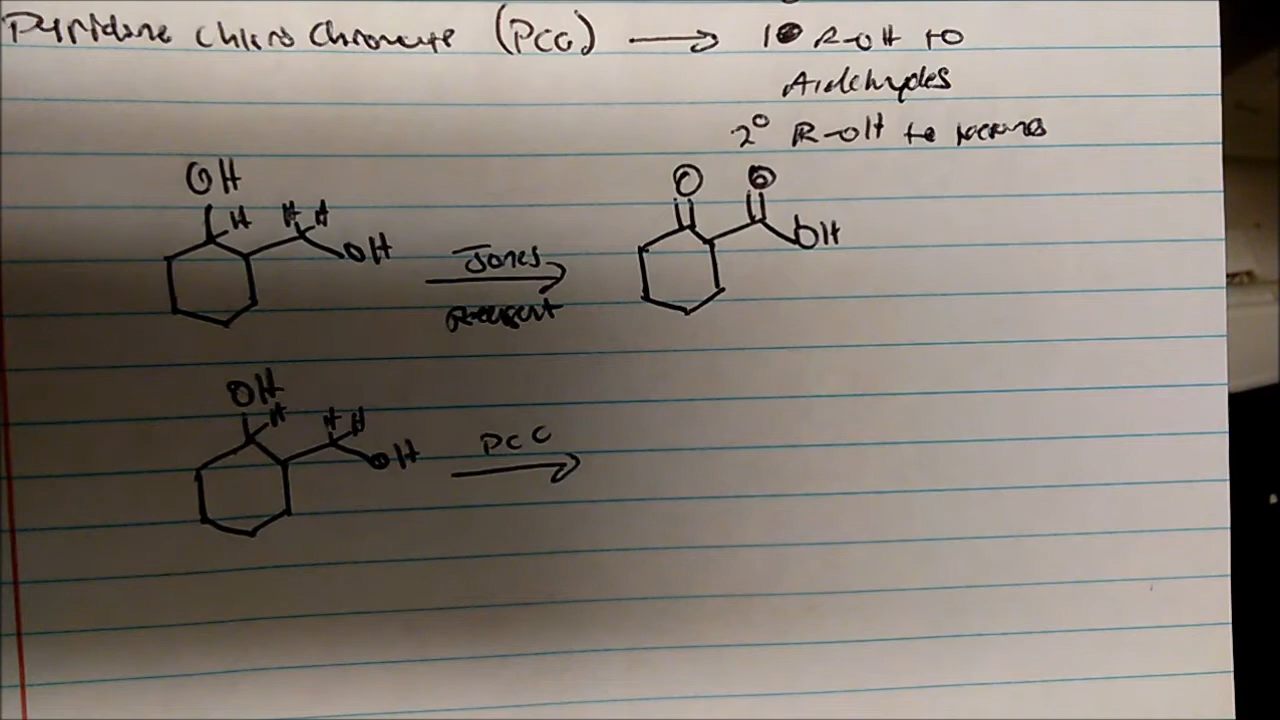 Pyridine Chloro Chromate (PCC) → 1° R-OH to
Aldehydes
2° R-OH to ketones
OH
H H H
OH
Jones
Reagent
O O
OH
OH
H H H
OH
PCC